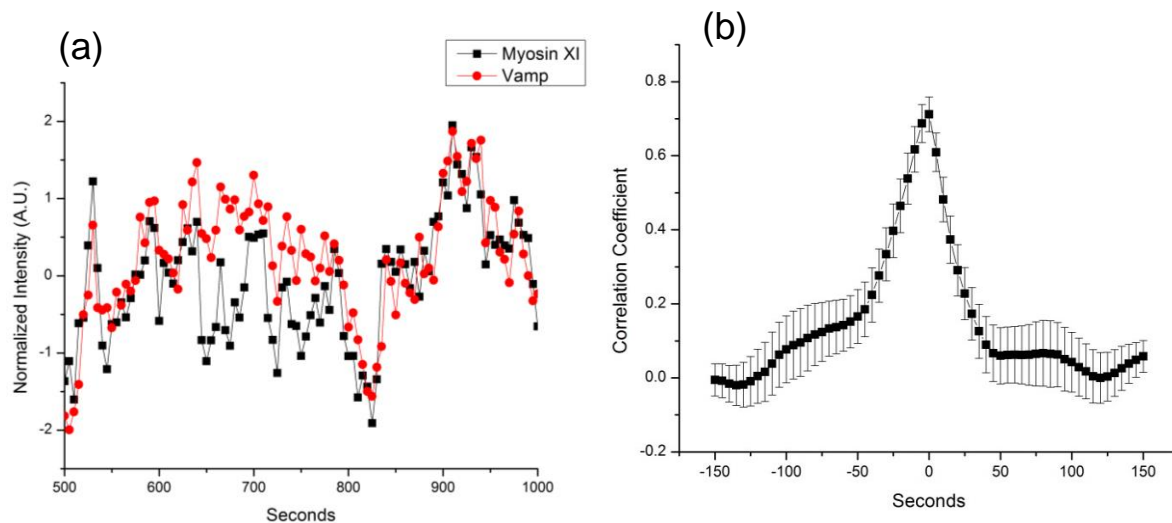 (a)
Myosin XI
Vamp
Normalized Intensity (A.U.)
2
1
0
-1
-2
500 600 700 800 900 1000
Seconds
(b)
Correlation Coefficient
0.8
0.6
0.4
0.2
0.0
-0.2
-150 -100 -50 0 50 100 150
Seconds